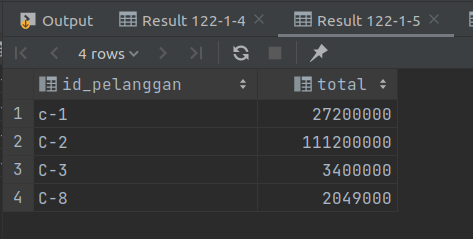 Output Result 122-1-4 Result 122-1-5
4 rows
id_pelanggan total
1 c-1 27200000
2 C-2 111200000
3 C-3 3400000
4 C-8 2049000